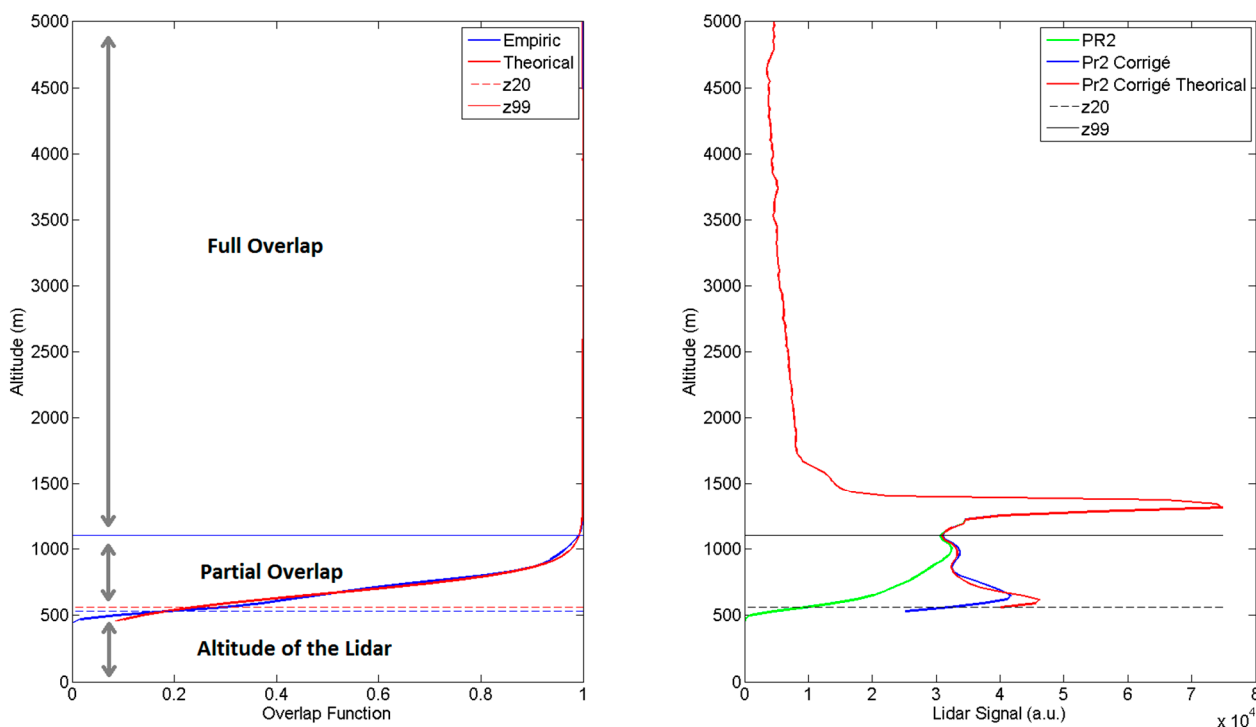 5000
4500
4000
3500
3000
2500
2000
1500
1000
500
0
Altitude (m)
Empiric
Theorical
z20
z99
Full Overlap
Partial Overlap
Altitude of the Lidar
0
0.2
0.4
0.6
0.8
1
Overlap Function
5000
4500
4000
3500
3000
2500
2000
1500
1000
500
0
Altitude (m)
PR2
Pr2 Corrigé
Pr2 Corrigé Theorical
z20
z99
0
1
2
3
4
5
6
7
8
x 10⁴
Lidar Signal (a.u.)